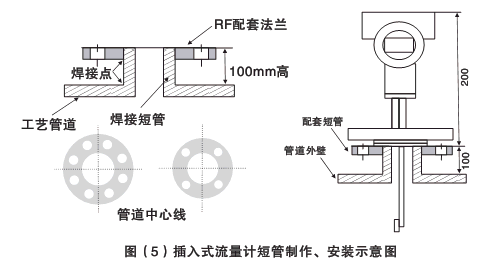 RF配套法兰
焊接点
100mm高
工艺管道
焊接短管
管道中心线
200
配套短管
管道外壁
100
图（5）插入式流量计短管制作、安装示意图